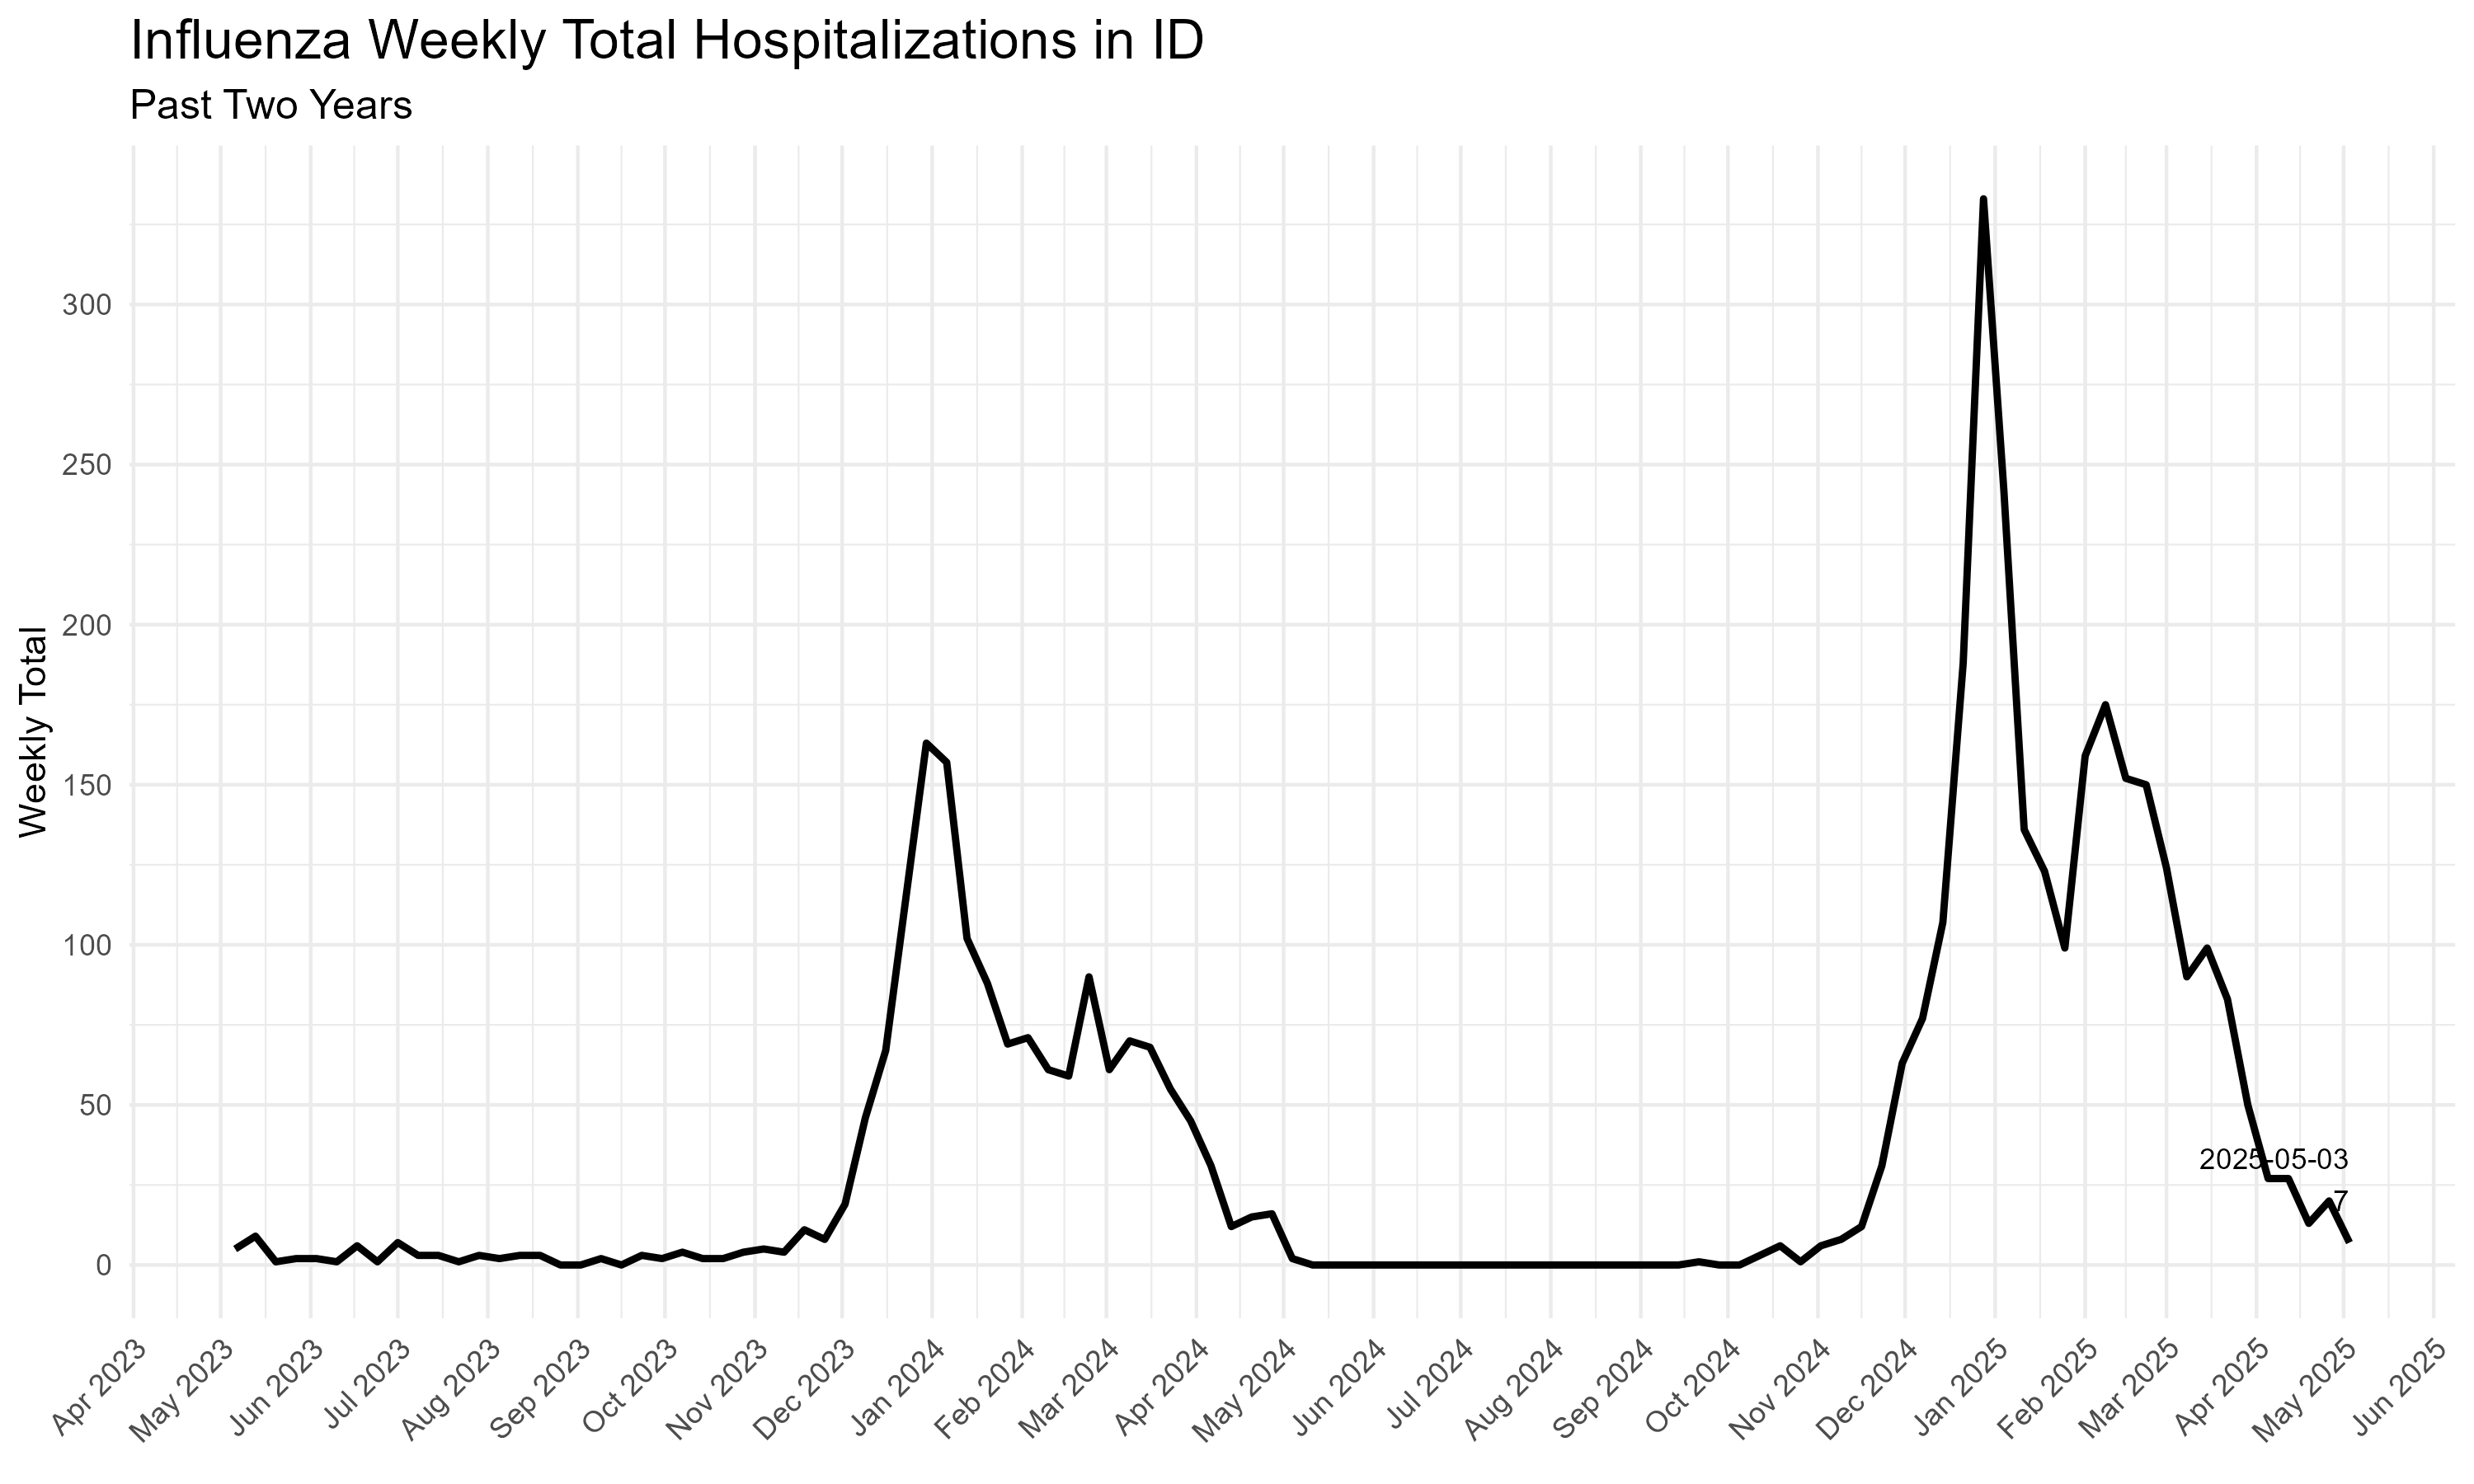 Influenza Weekly Total Hospitalizations in ID
Past Two Years
Weekly Total
300
250
200
150
100
50
0
2025-05-03
7
Apr 2023
May 2023
Jun 2023
Jul 2023
Aug 2023
Sep 2023
Oct 2023
Nov 2023
Dec 2023
Jan 2024
Feb 2024
Mar 2024
Apr 2024
May 2024
Jun 2024
Jul 2024
Aug 2024
Sep 2024
Oct 2024
Nov 2024
Dec 2024
Jan 2025
Feb 2025
Mar 2025
Apr 2025
May 2025
Jun 2025